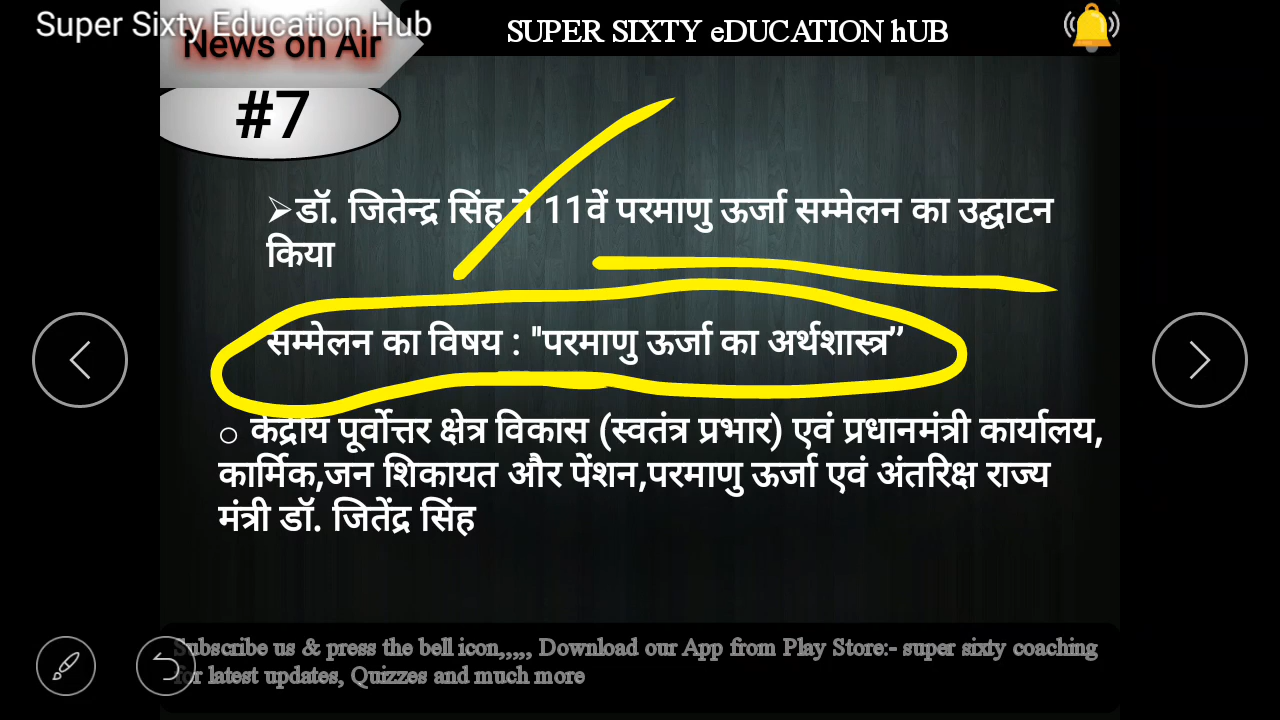 Super Sixty Education Hub
News on Air
SUPER SIXTY eDUCATION hUB
#7
➢डॉ. जितेन्द्र सिंह ने 11वें परमाणु ऊर्जा सम्मेलन का उद्घाटन
किया
सम्मेलन का विषय : "परमाणु ऊर्जा का अर्थशास्त्र’’
○ केंद्रीय पूर्वोत्तर क्षेत्र विकास (स्वतंत्र प्रभार) एवं प्रधानमंत्री कार्यालय,
कार्मिक,जन शिकायत और पेंशन,परमाणु ऊर्जा एवं अंतरिक्ष राज्य
मंत्री डॉ. जितेंद्र सिंह
Subscribe us & press the bell icon,,,,, Download our App from Play Store:- super sixty coaching
for latest updates, Quizzes and much more